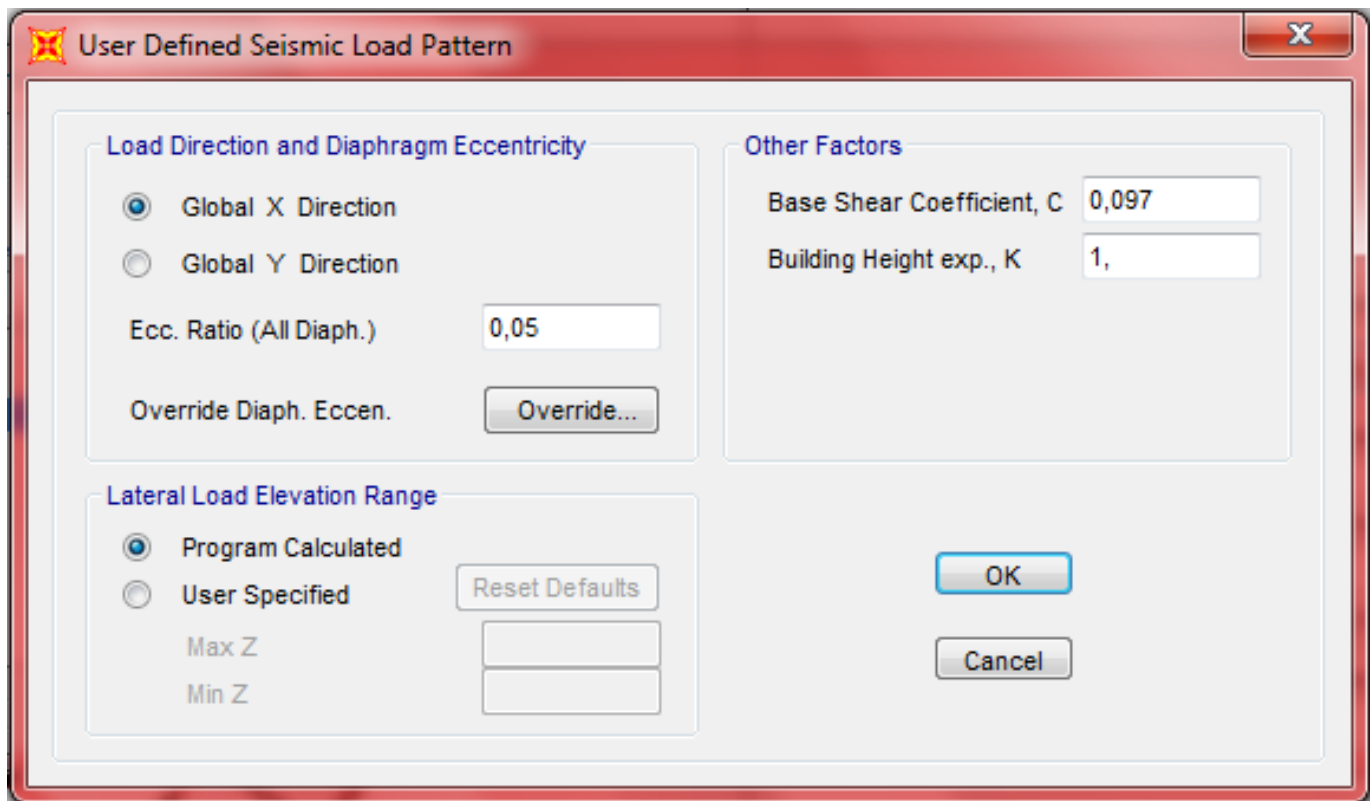 User Defined Seismic Load Pattern
Load Direction and Diaphragm Eccentricity
Global X Direction
Global Y Direction
Ecc. Ratio (All Diaph.) 0,05
Override Diaph. Eccen. Override...
Other Factors
Base Shear Coefficient, C 0,097
Building Height exp., K 1,
Lateral Load Elevation Range
Program Calculated
User Specified Reset Defaults
Max Z
Min Z
OK
Cancel